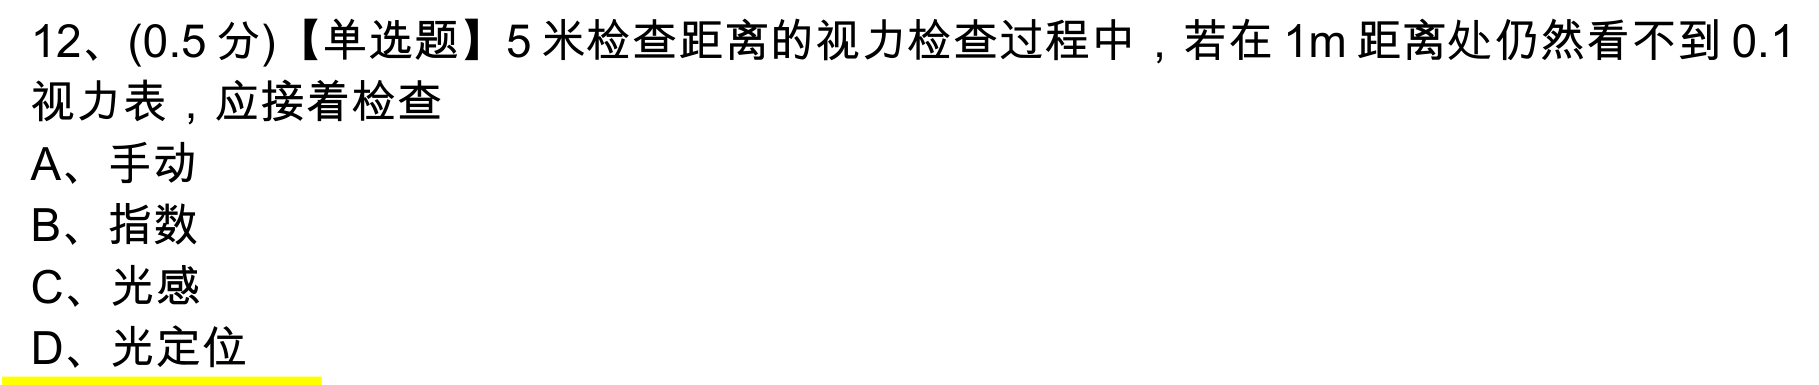 12、(0.5 分)【单选题】5 米检查距离的视力检查过程中，若在 1m 距离处仍然看不到 0.1
视力表，应接着检查
A、手动
B、指数
C、光感
D、光定位